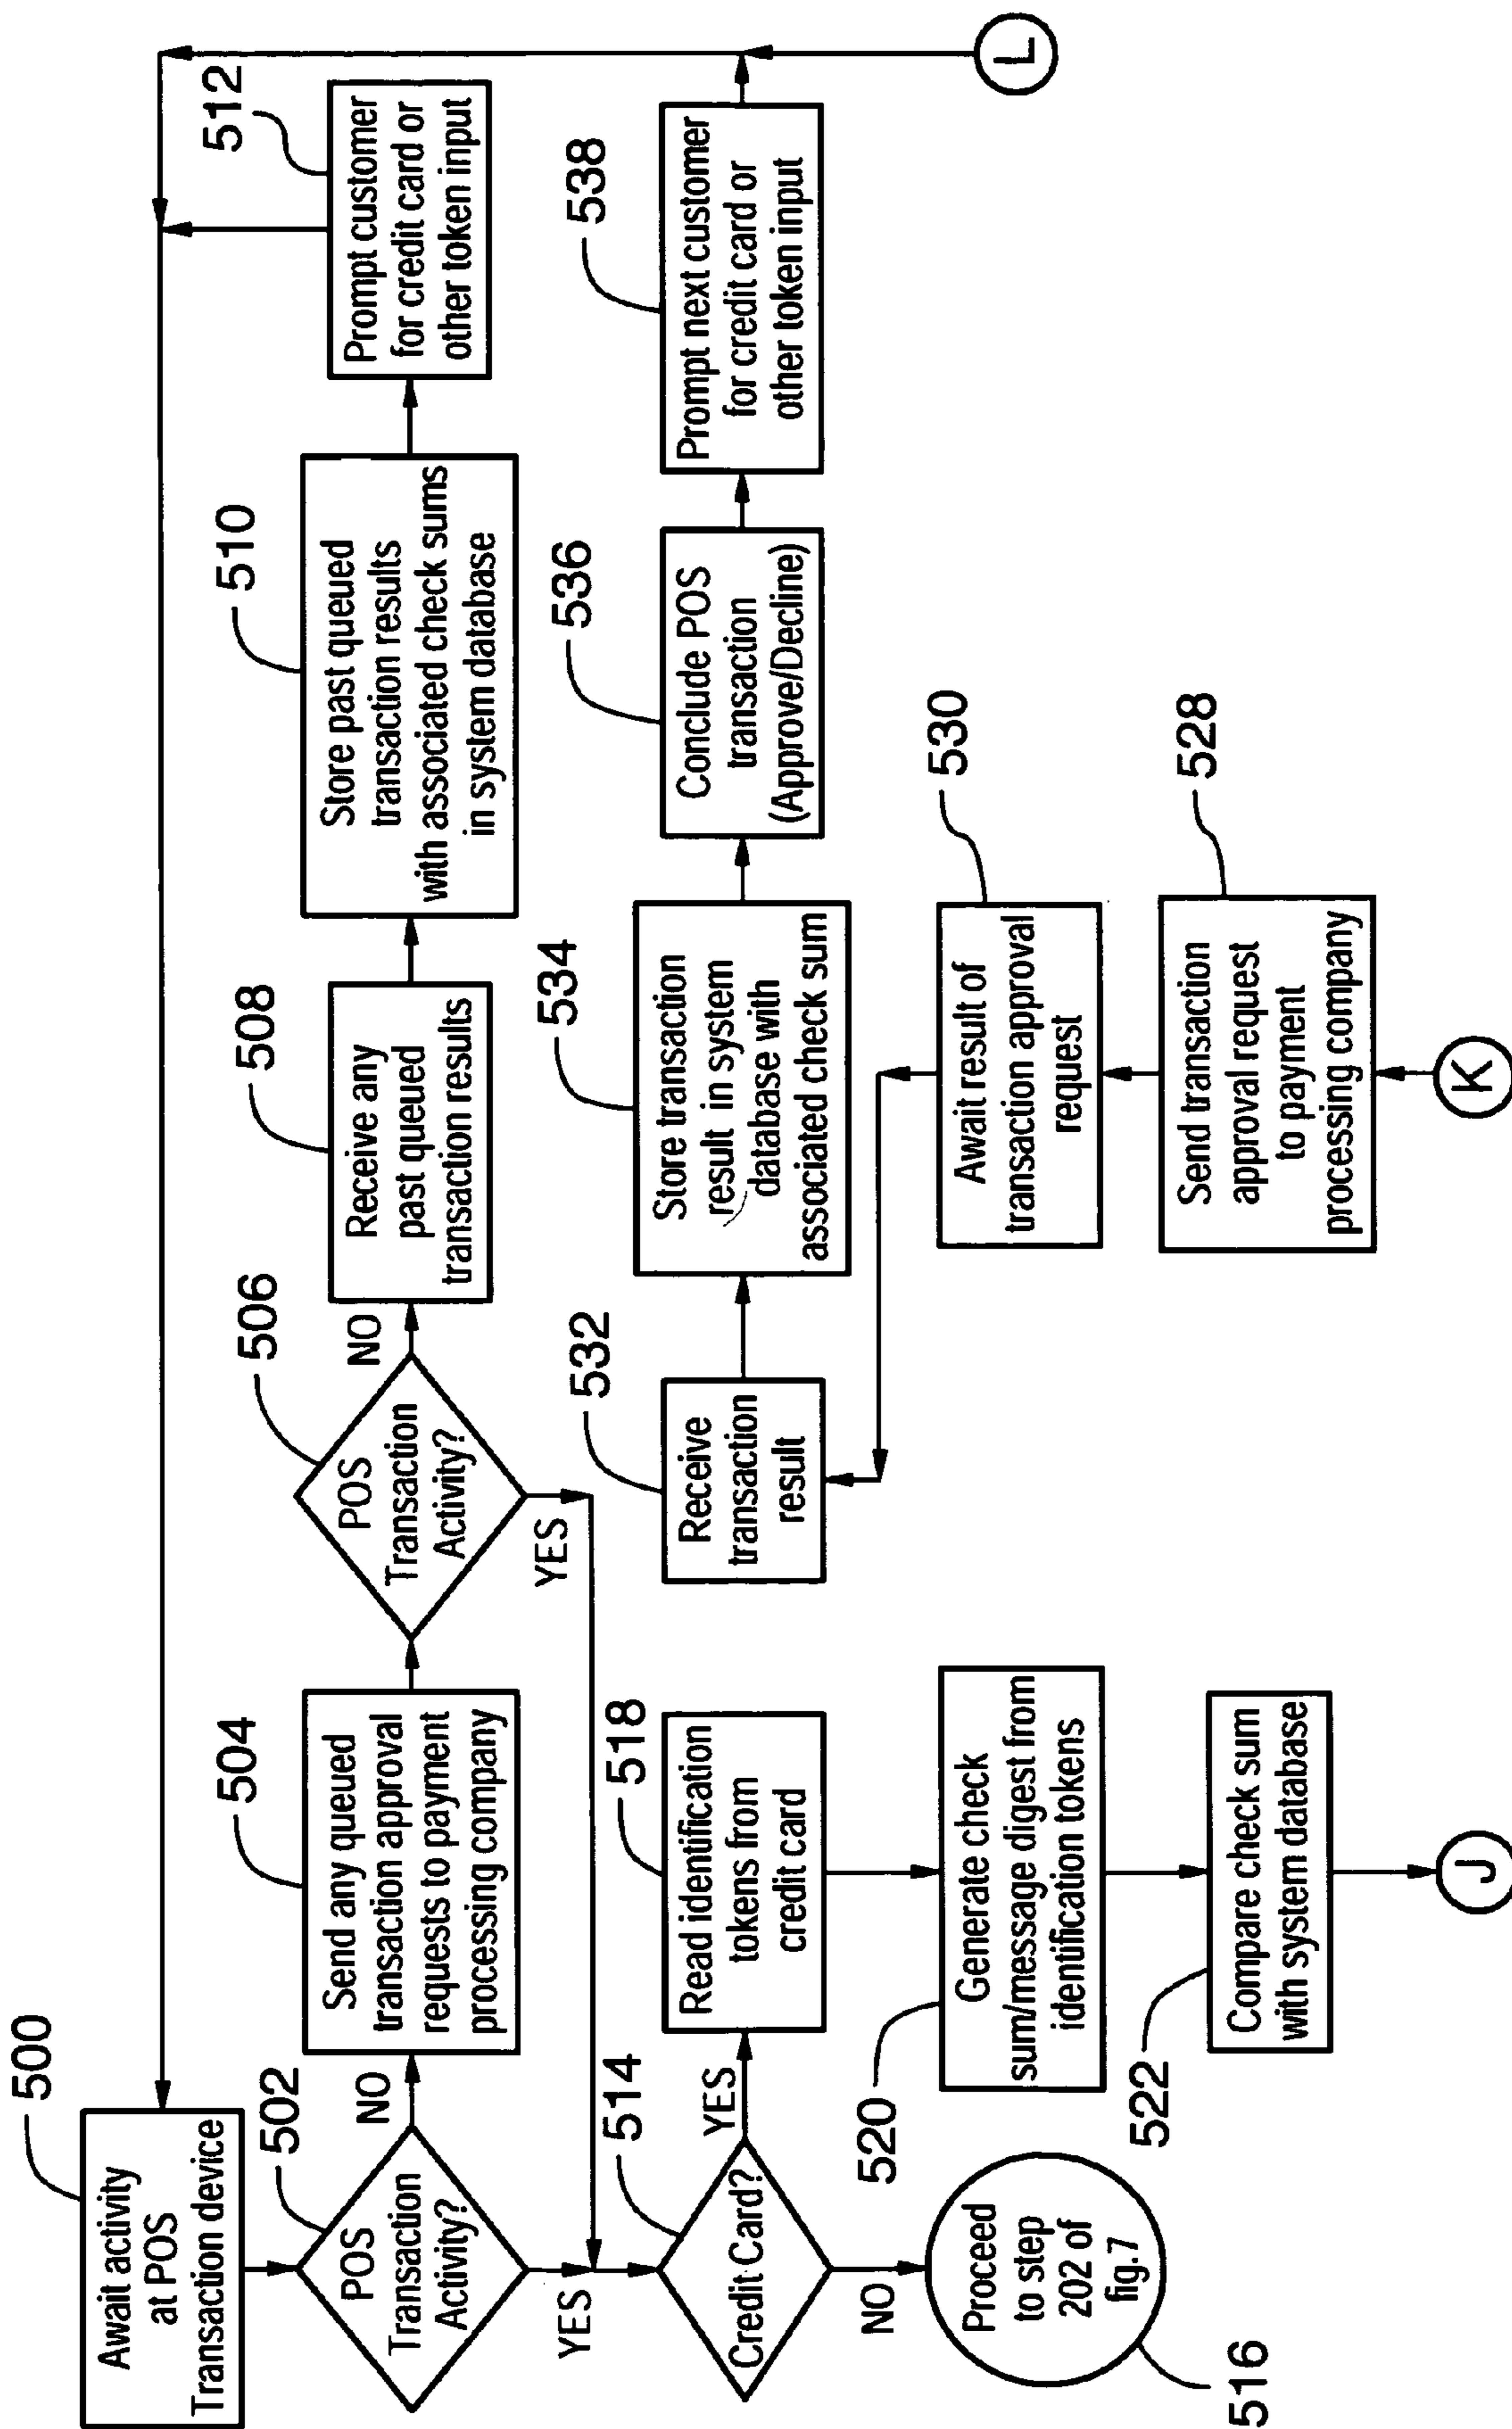 500
Await activity
at POS
Transaction device
502
POS
Transaction
Activity?
NO
YES
504
Send any queued
transaction approval
requests to payment
processing company
506
POS
Transaction
Activity?
NO
YES
508
Receive any
past queued
transaction results
510
Store past queued
transaction results
with associated check sums
in system database
512
Prompt customer
for credit card or
other token input
514
Credit Card?
YES
NO
516
Proceed
to step
202 of
fig.7
518
Read identification
tokens from
credit card
520
Generate check
sum/message digest from
identification tokens
522
Compare check sum
with system database
J
532
Receive
transaction
result
534
Store transaction
result in system
database with
associated check sum
536
Conclude POS
transaction
(Approve/Decline)
538
Prompt next customer
for credit card or
other token input
530
Await result of
transaction approval
request
528
Send transaction
approval request
to payment
processing company
K
L